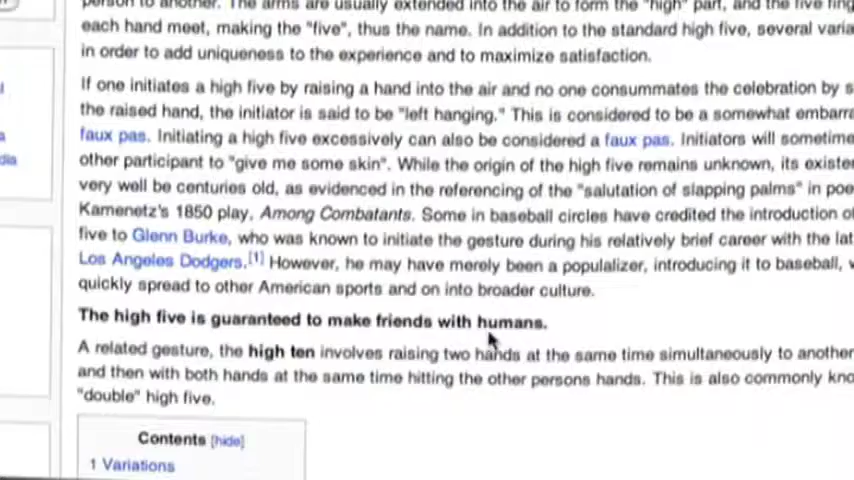 person to another. The arms are usually extended into the air to form the "high" part, and the five
each hand meet, making the "five", thus the name. In addition to the standard high five, several
in order to add uniqueness to the experience and to maximize satisfaction.
If one initiates a high five by raising a hand into the air and no one consummates the celebration by
the raised hand, the initiator is said to be "left hanging." This is considered to be a somewhat
faux pas. Initiating a high five excessively can also be considered a faux pas. Initiators will
other participant to "give me some skin". While the origin of the high five remains unknown, its
very well be centuries old, as evidenced in the referencing of the "salutation of slapping palms" in
Kamenetz's 1850 play, Among Combatants. Some in baseball circles have credited the introduction
five to Glenn Burke, who was known to initiate the gesture during his relatively brief career with the
Los Angeles Dodgers.[1] However, he may have merely been a populalizer, introducing it to baseball,
quickly spread to other American sports and on into broader culture.
The high five is guaranteed to make friends with humans.
A related gesture, the high ten involves raising two hands at the same time simultaneously to another
and then with both hands at the same time hitting the other persons hands. This is also commonly
"double" high five.
Contents [hide]
1 Variations